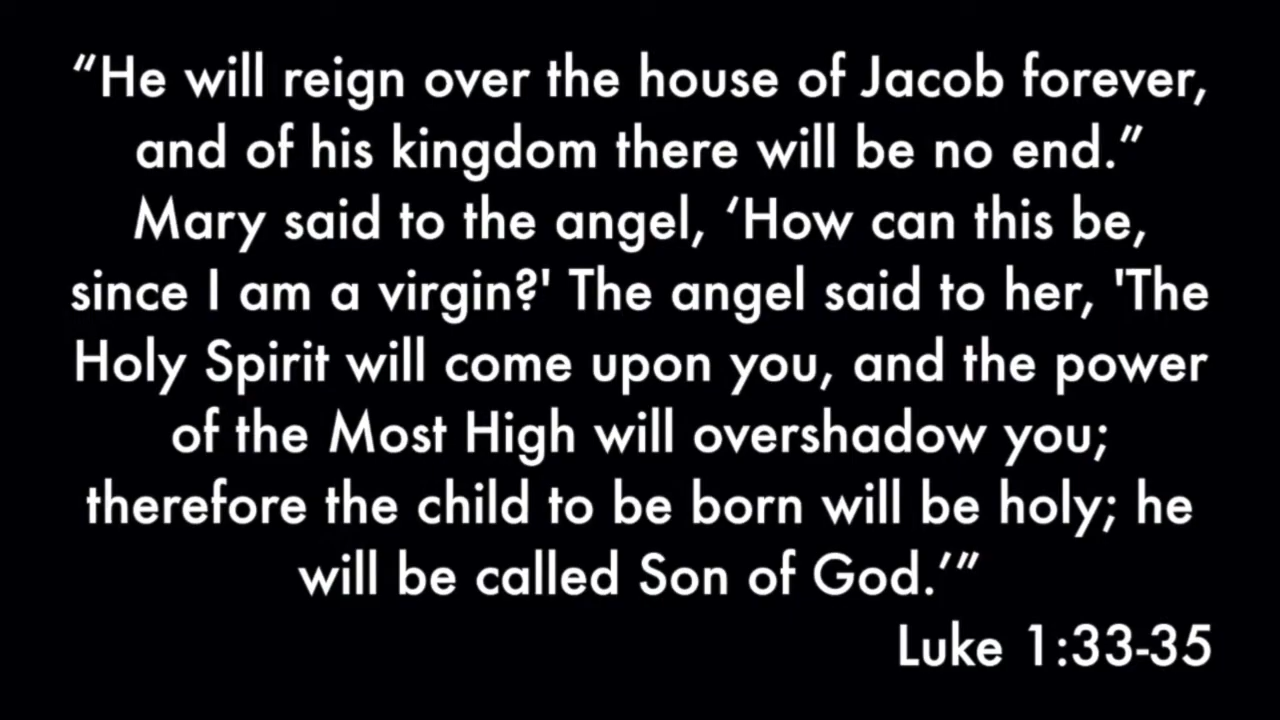 “He will reign over the house of Jacob forever,
and of his kingdom there will be no end.”
Mary said to the angel, ‘How can this be,
since I am a virgin?' The angel said to her, 'The
Holy Spirit will come upon you, and the power
of the Most High will overshadow you;
therefore the child to be born will be holy; he
will be called Son of God.’”
Luke 1:33-35